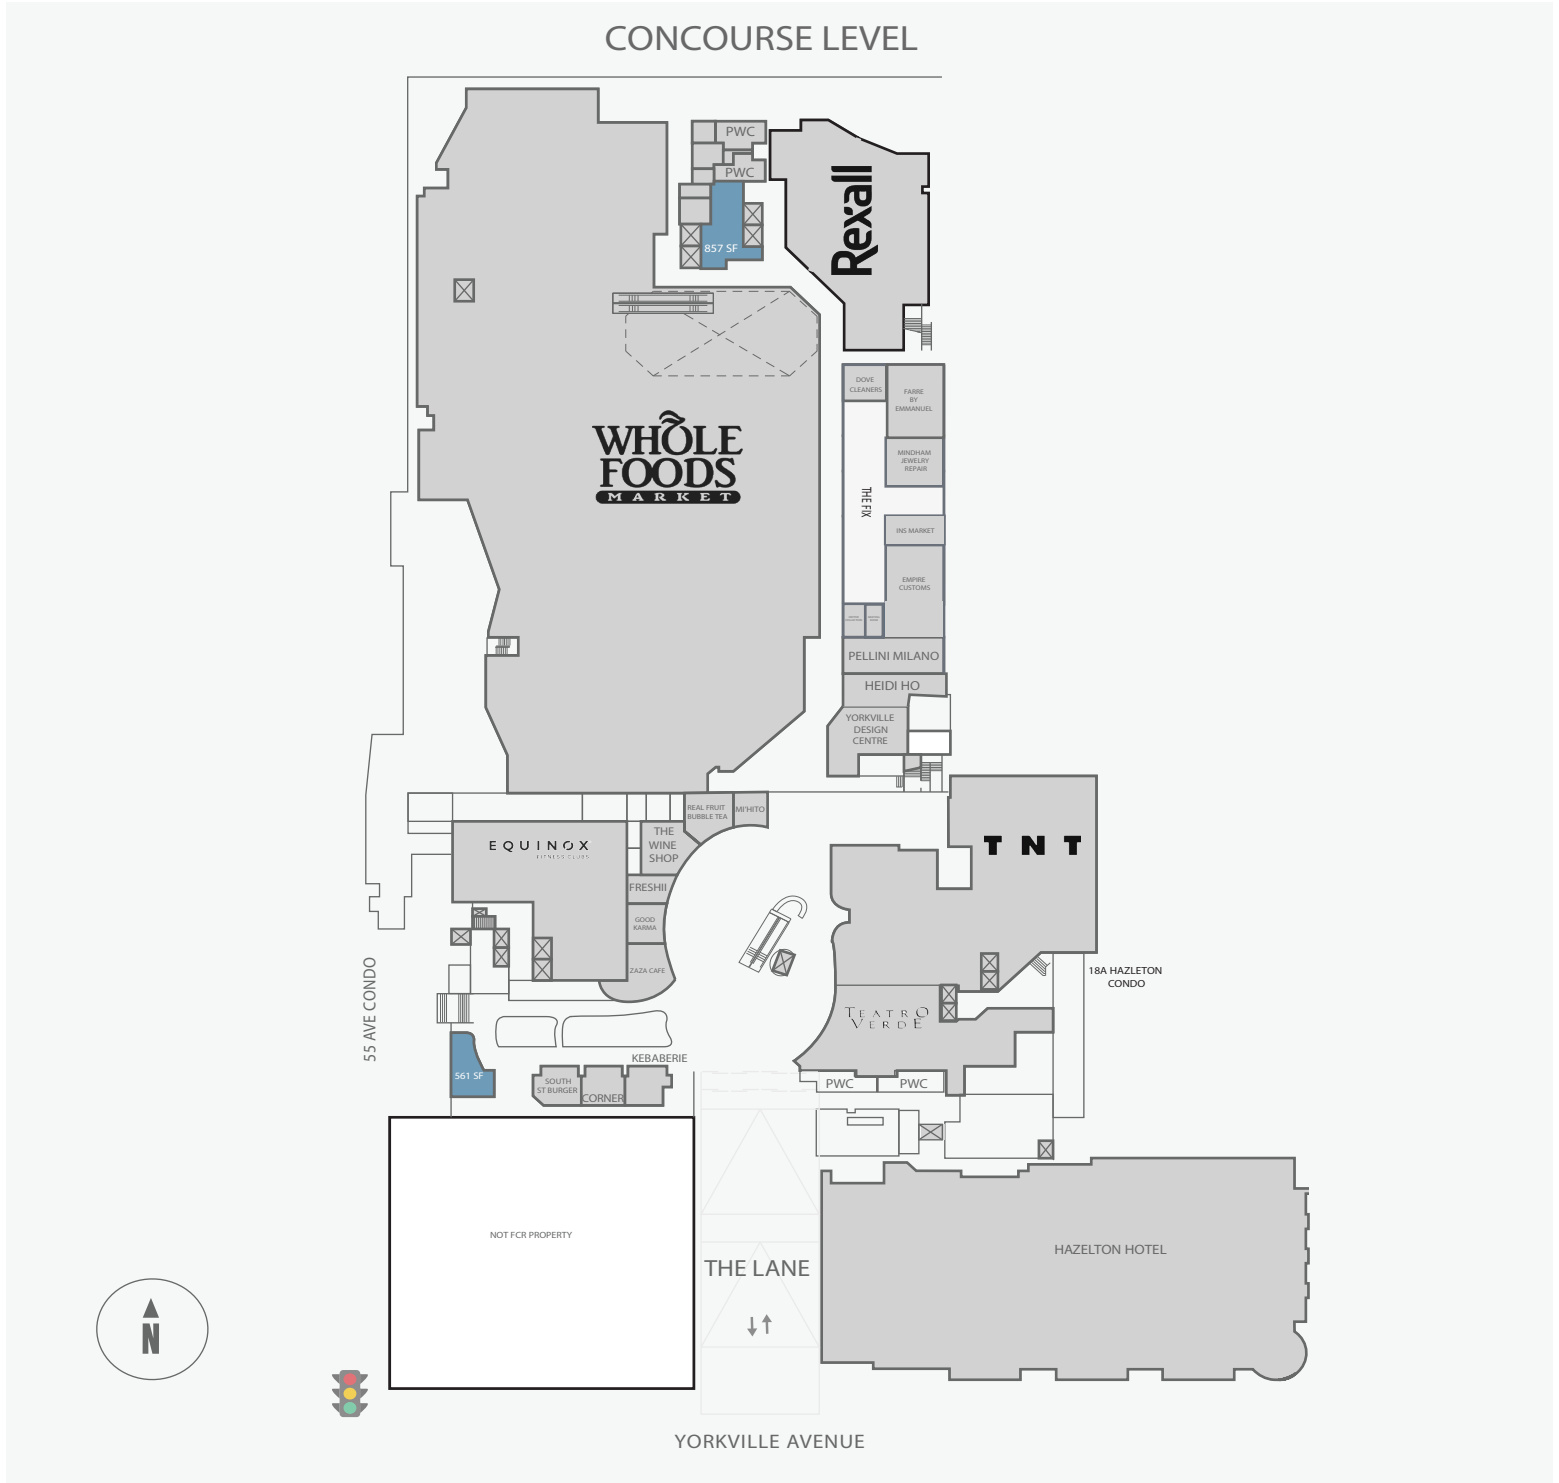 CONCOURSE LEVEL
PWC
PWC
Rexall
857 SF
DOVE
CLEANERS
FARRE
BY
EMMANUEL
WHOLE
FOODS
MARKET
MINDHAM
JEWELRY
REPAIR
THE FIX
INS MARKET
EMPIRE
CUSTOMS
PELLINI MILANO
HEIDI HO
YORKVILLE
DESIGN
CENTRE
REAL FRUIT
BUBBLE TEA
MI'HITO
EQUINOX
FITNESS CLUBS
THE
WINE
SHOP
TNT
FRESHII
GOOD
KARMA
ZAZA CAFE
18A HAZLETON
CONDO
55 AVE CONDO
TEATRO
VERDE
KEBABERIE
561 SF
SOUTH
ST BURGER
CORNER
PWC
PWC
NOT FCR PROPERTY
THE LANE
HAZELTON HOTEL
N
YORKVILLE AVENUE